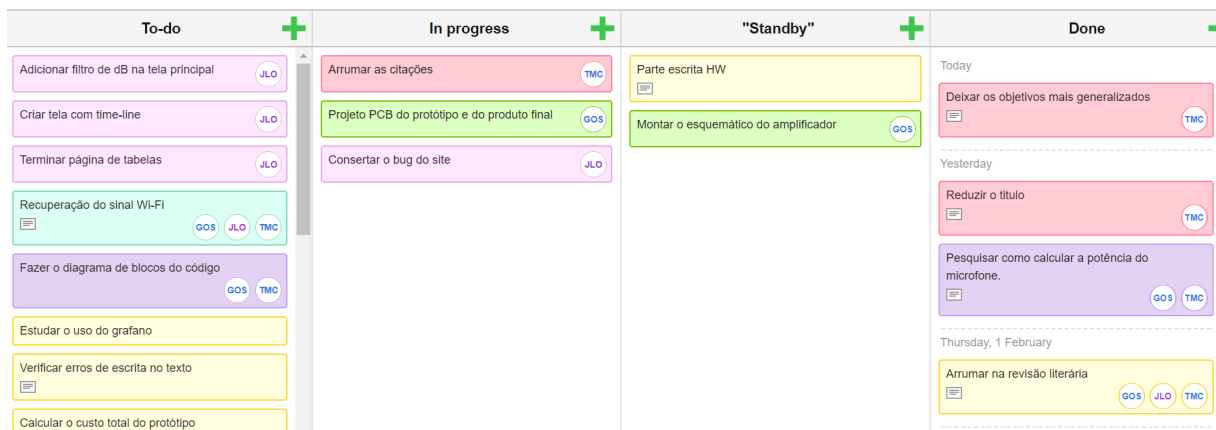 To-do
Adicionar filtro de dB na tela principal
JLO
Criar tela com time-line
JLO
Terminar página de tabelas
JLO
Recuperação do sinal Wi-Fi
GOS JLO TMC
Fazer o diagrama de blocos do código
GOS TMC
Estudar o uso do grafano
Verificar erros de escrita no texto
Calcular o custo total do protótipo
In progress
Arrumar as citações
TMC
Projeto PCB do protótipo e do produto final
GOS
Consertar o bug do site
JLO
"Standby"
Parte escrita HW
Montar o esquemático do amplificador
GOS
Done
Today
Deixar os objetivos mais generalizados
TMC
Yesterday
Reduzir o titulo
TMC
Pesquisar como calcular a potência do
microfone.
GOS TMC
Thursday, 1 February
Arrumar na revisão literária
GOS JLO TMC